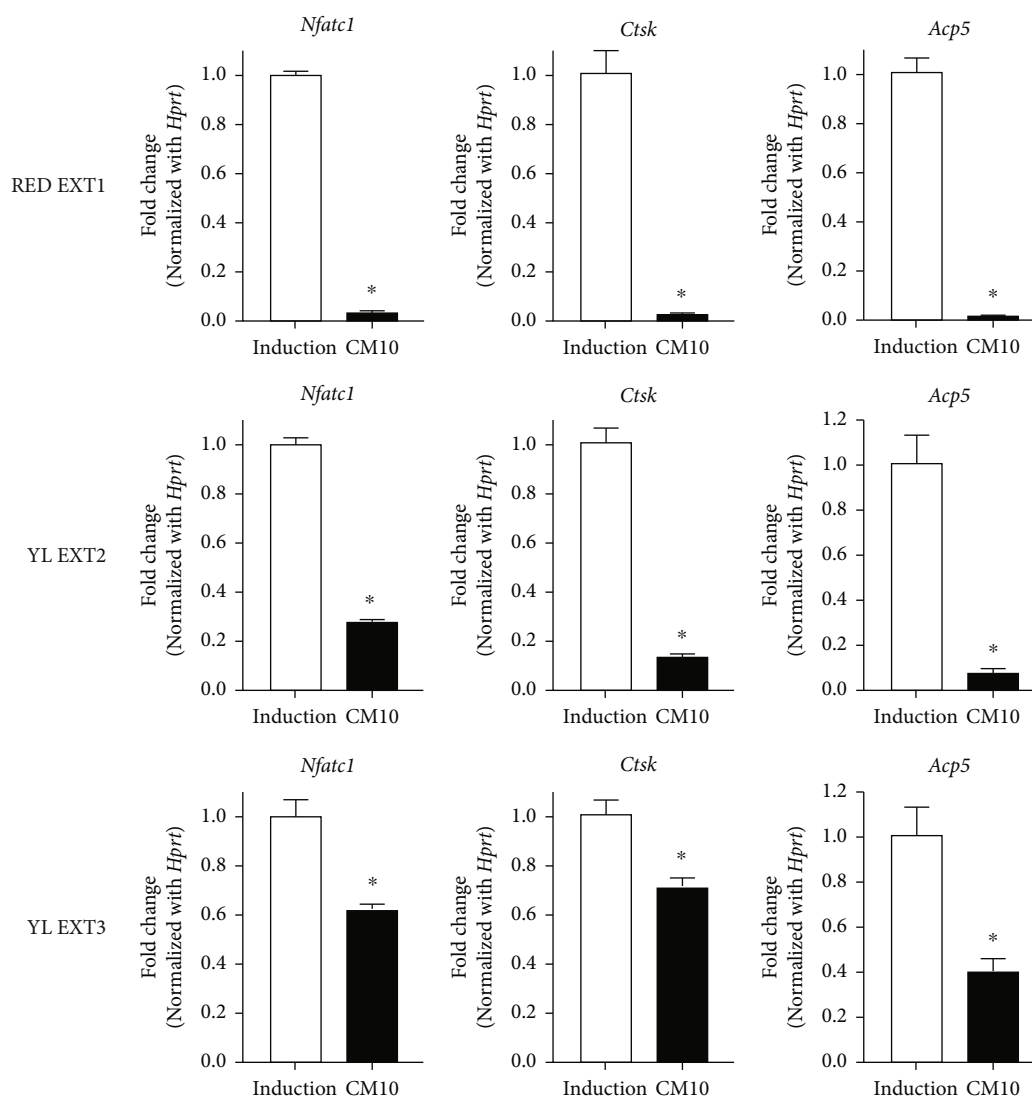 RED EXT1
Nfatc1
Fold change
(Normalized with Hprt)
1.0
0.8
0.6
0.4
0.2
0.0
*
Induction CM10
Ctsk
Fold change
(Normalized with Hprt)
1.0
0.8
0.6
0.4
0.2
0.0
*
Induction CM10
Acp5
Fold change
(Normalized with Hprt)
1.0
0.8
0.6
0.4
0.2
0.0
*
Induction CM10
YL EXT2
Nfatc1
Fold change
(Normalized with Hprt)
1.0
0.8
0.6
0.4
0.2
0.0
*
Induction CM10
Ctsk
Fold change
(Normalized with Hprt)
1.0
0.8
0.6
0.4
0.2
0.0
*
Induction CM10
Acp5
Fold change
(Normalized with Hprt)
1.2
1.0
0.8
0.6
0.4
0.2
0.0
*
Induction CM10
YL EXT3
Nfatc1
Fold change
(Normalized with Hprt)
1.0
0.8
0.6
0.4
0.2
0.0
*
Induction CM10
Ctsk
Fold change
(Normalized with Hprt)
1.0
0.8
0.6
0.4
0.2
0.0
*
Induction CM10
Acp5
Fold change
(Normalized with Hprt)
1.2
1.0
0.8
0.6
0.4
0.2
0.0
*
Induction CM10